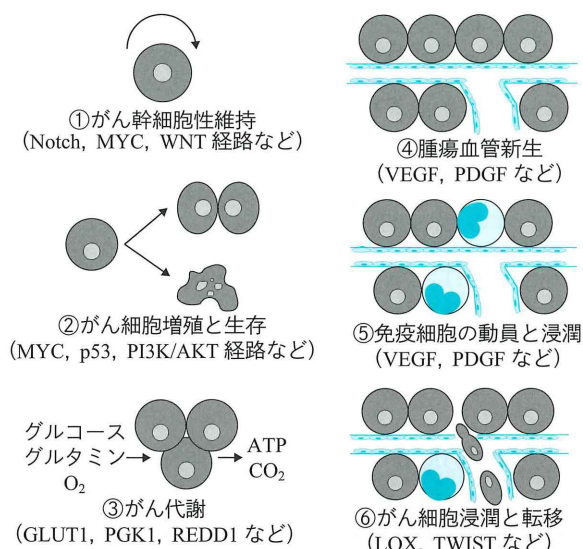 ①がん幹細胞性維持
(Notch, MYC, WNT 経路など)
②がん細胞増殖と生存
(MYC, p53, PI3K/AKT 経路など)
グルコース
グルタミン
O₂
ATP
CO₂
③がん代謝
(GLUT1, PGK1, REDD1 など)
④腫瘍血管新生
(VEGF, PDGF など)
⑤免疫細胞の動員と浸潤
(VEGF, PDGF など)
⑥がん細胞浸潤と転移
(LOX, TWIST など)